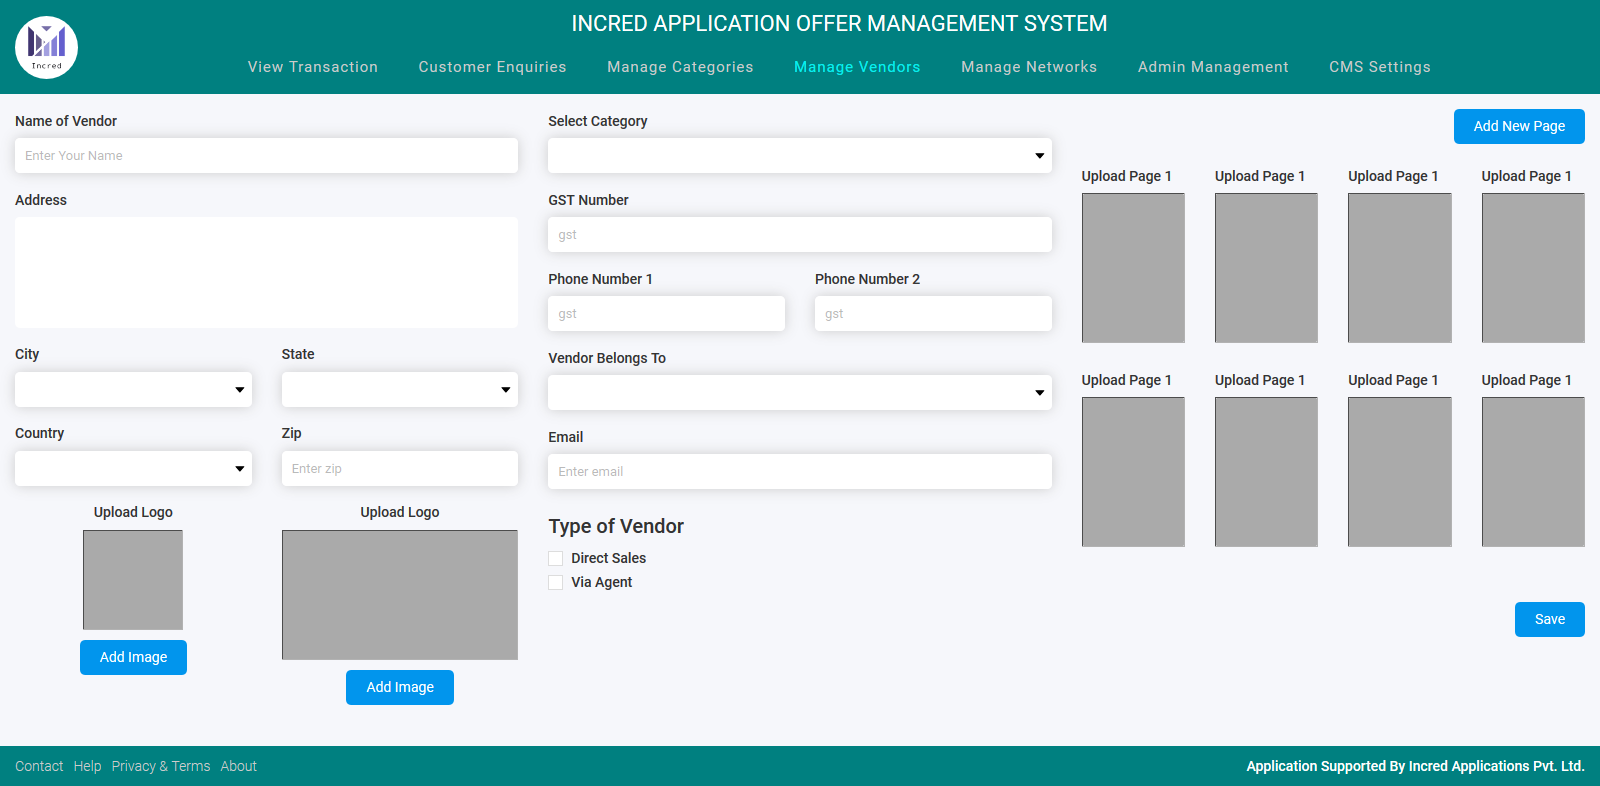 INCRED APPLICATION OFFER MANAGEMENT SYSTEM
Incred
View Transaction Customer Enquiries Manage Categories Manage Vendors Manage Networks Admin Management CMS Settings
Name of Vendor
Enter Your Name
Address
City State
Country Zip
Enter zip
Upload Logo Upload Logo
Add Image
Add Image
Select Category
GST Number
gst
Phone Number 1 Phone Number 2
gst gst
Vendor Belongs To
Email
Enter email
Type of Vendor
Direct Sales
Via Agent
Add New Page
Upload Page 1 Upload Page 1 Upload Page 1 Upload Page 1
Upload Page 1 Upload Page 1 Upload Page 1 Upload Page 1
Save
Contact Help Privacy & Terms About
Application Supported By Incred Applications Pvt. Ltd.